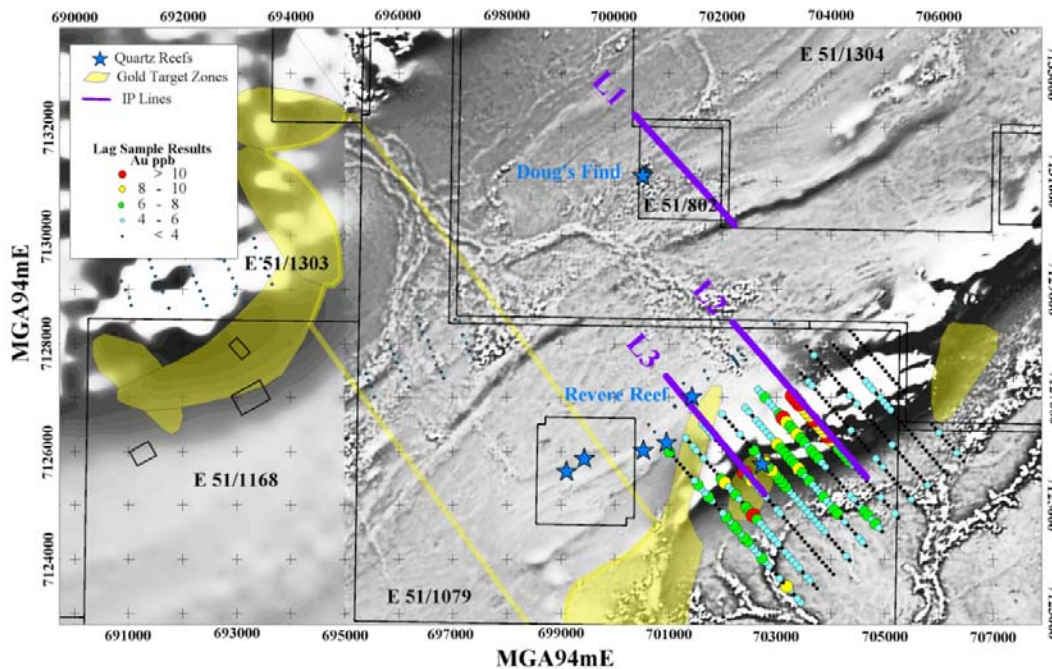 690000 692000 694000 696000 698000 700000 702000 704000 706000
Quartz Reefs
Gold Target Zones
IP Lines
Lag Sample Results
Au ppb
> 10
8 - 10
6 - 8
4 - 6
< 4
E 51/1304
L1
Doug's Find
E 51/802
E 51/1303
L2
L3
Revere Reef
E 51/1168
E 51/1079
7132000
7130000
7128000
7126000
7124000
MGA94mN
691000 693000 695000 697000 699000 701000 703000 705000 707000
MGA94mE